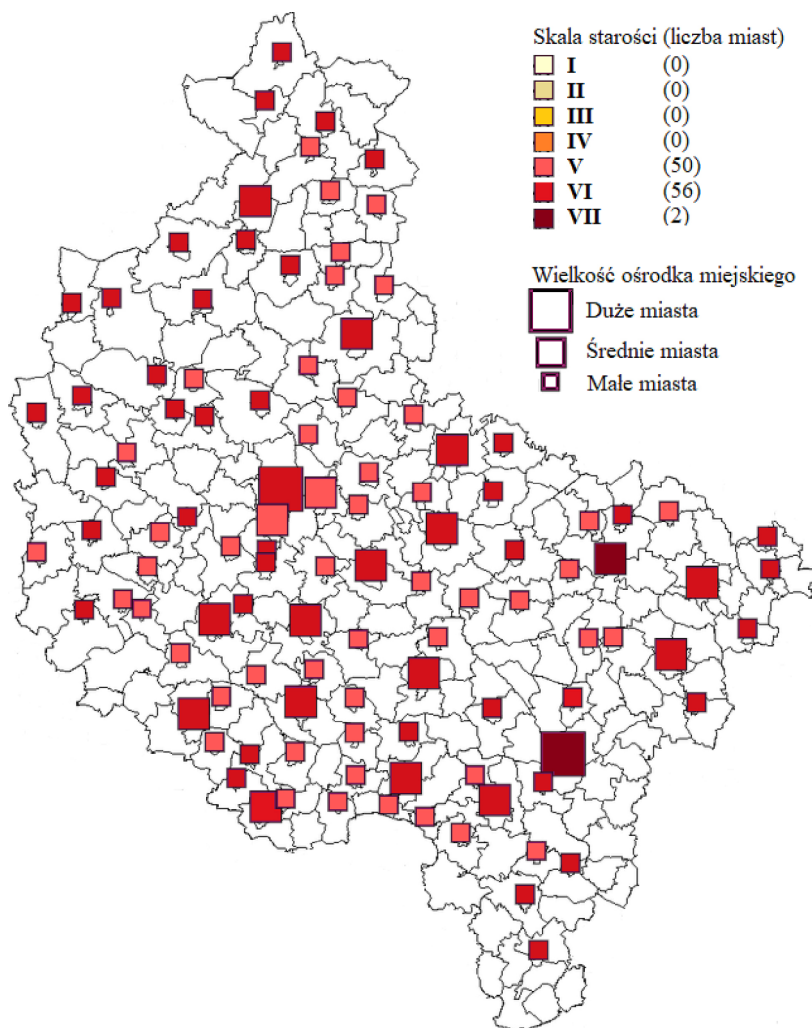 Skala starości (liczba miast)
I (0)
II (0)
III (0)
IV (0)
V (50)
VI (56)
VII (2)
Wielkość ośrodka miejskiego
Duże miasta
Średnie miasta
Małe miasta